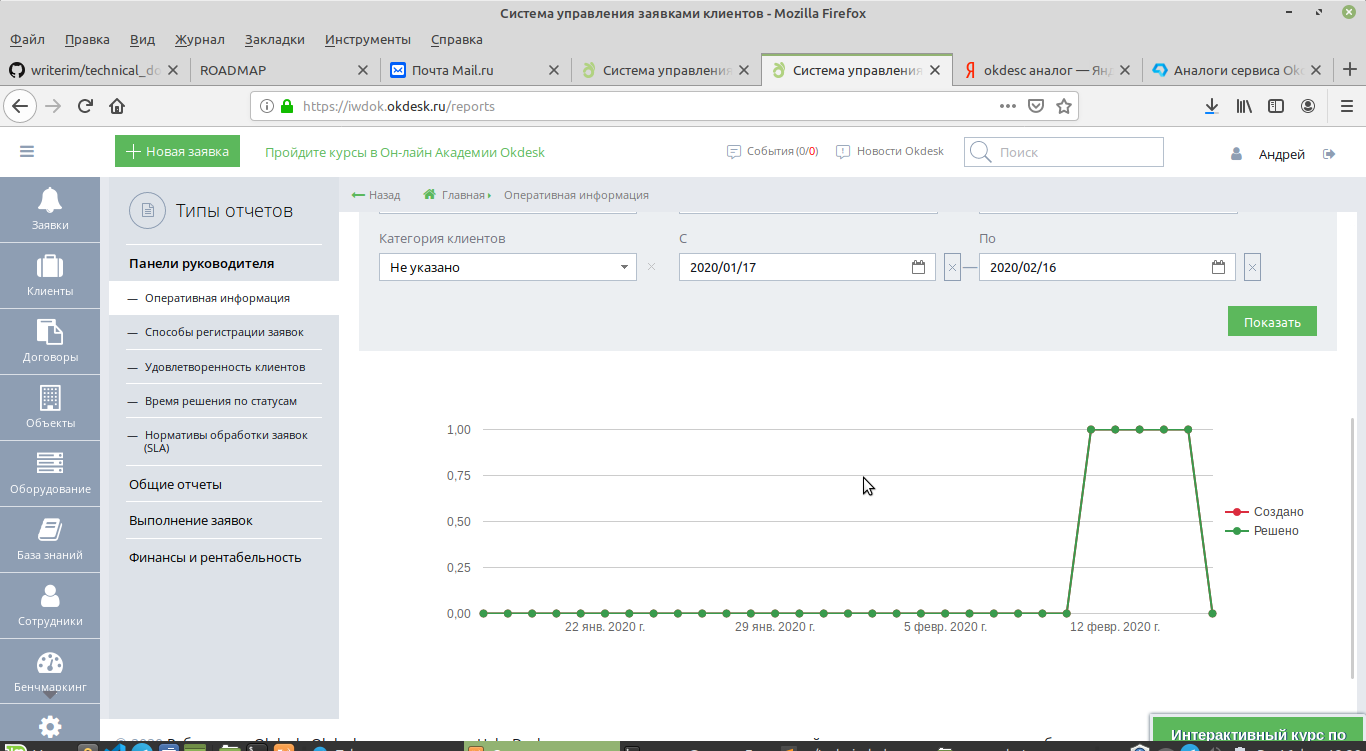 Система управления заявками клиентов - Mozilla Firefox
Файл Правка Вид Журнал Закладки Инструменты Справка
writerim/technical_do
ROADMAP
Почта Mail.ru
Система управления
Система управления
okdesc аналог — Янд
Аналоги сервиса Okd
https://iwdok.okdesk.ru/reports
Новая заявка
Пройдите курсы в Он-лайн Академии Okdesk
События (0/0)
Новости Okdesk
Поиск
Андрей
Заявки
Клиенты
Договоры
Объекты
Оборудование
База знаний
Сотрудники
Бенчмаркинг
Типы отчетов
Панели руководителя
— Оперативная информация
— Способы регистрации заявок
— Удовлетворенность клиентов
— Время решения по статусам
— Нормативы обработки заявок
(SLA)
Общие отчеты
Выполнение заявок
Финансы и рентабельность
Назад
Главная
Оперативная информация
Категория клиентов
С
По
Не указано
2020/01/17
—
2020/02/16
Показать
1,00
0,75
0,50
0,25
0,00
22 янв. 2020 г.
29 янв. 2020 г.
5 февр. 2020 г.
12 февр. 2020 г.
Создано
Решено
Интерактивный курс по